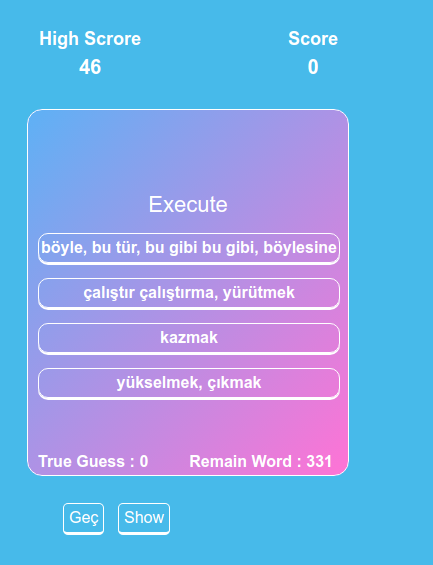 High Scrore Score
46 0
Execute
böyle, bu tür, bu gibi bu gibi, böylesine
çalıştır çalıştırma, yürütmek
kazmak
yükselmek, çıkmak
True Guess : 0 Remain Word : 331
Geç Show